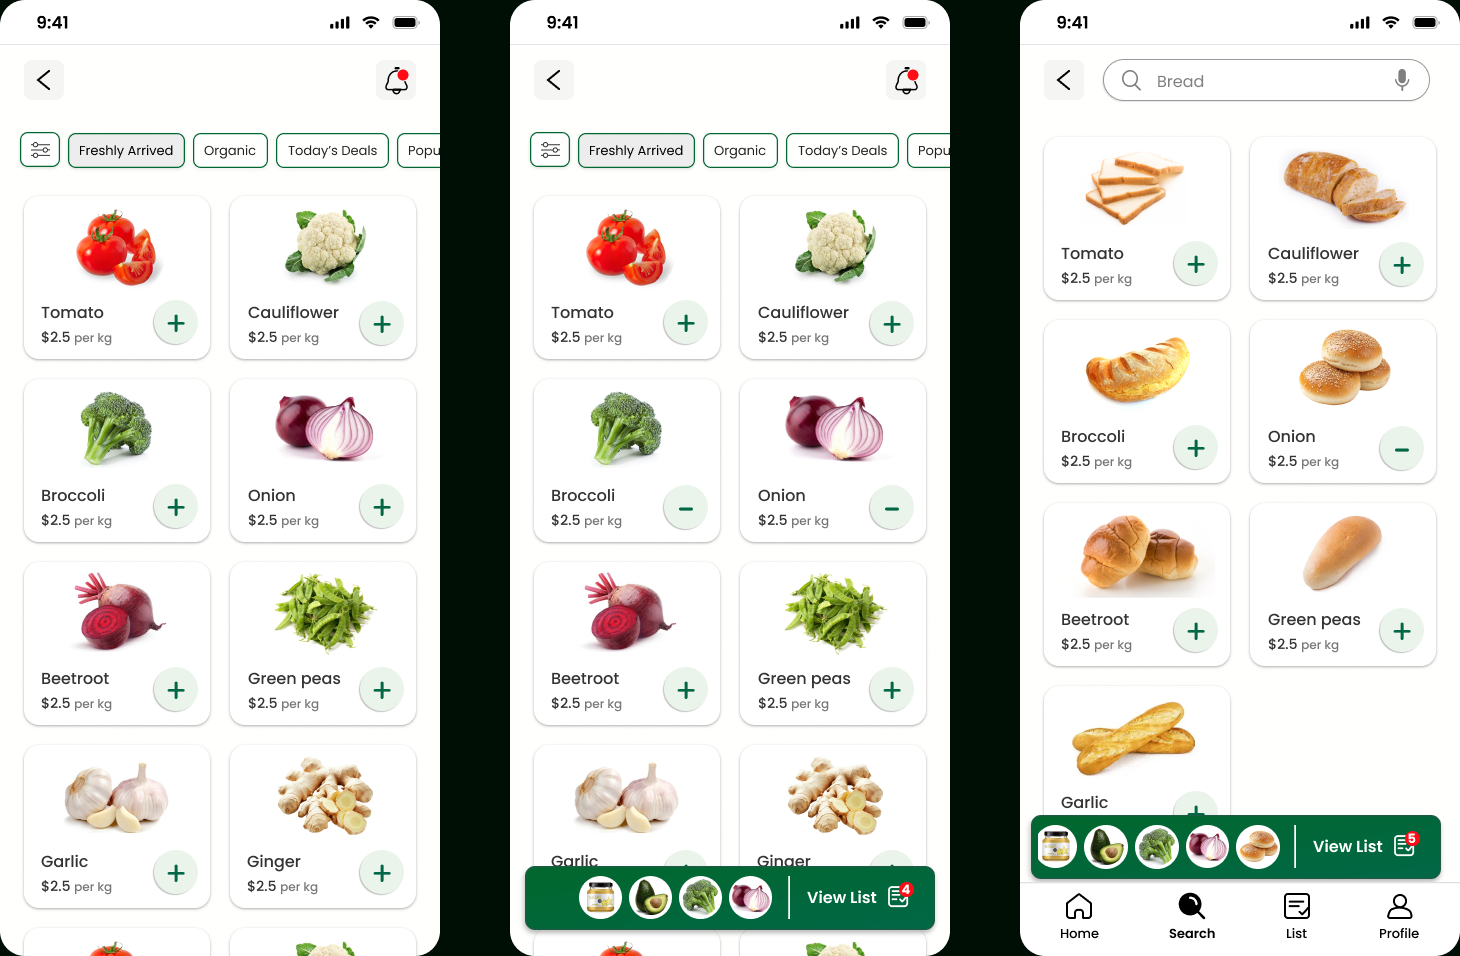 9:41
Freshly Arrived
Organic
Today's Deals
Popu
Tomato
$2.5 per kg
Cauliflower
$2.5 per kg
Broccoli
$2.5 per kg
Onion
$2.5 per kg
Beetroot
$2.5 per kg
Green peas
$2.5 per kg
Garlic
$2.5 per kg
Ginger
$2.5 per kg
9:41
Freshly Arrived
Organic
Today's Deals
Popu
Tomato
$2.5 per kg
Cauliflower
$2.5 per kg
Broccoli
$2.5 per kg
Onion
$2.5 per kg
Beetroot
$2.5 per kg
Green peas
$2.5 per kg
Garlic
Ginger
View List
4
9:41
Bread
Tomato
$2.5 per kg
Cauliflower
$2.5 per kg
Broccoli
$2.5 per kg
Onion
$2.5 per kg
Beetroot
$2.5 per kg
Green peas
$2.5 per kg
Garlic
View List
5
Home
Search
List
Profile